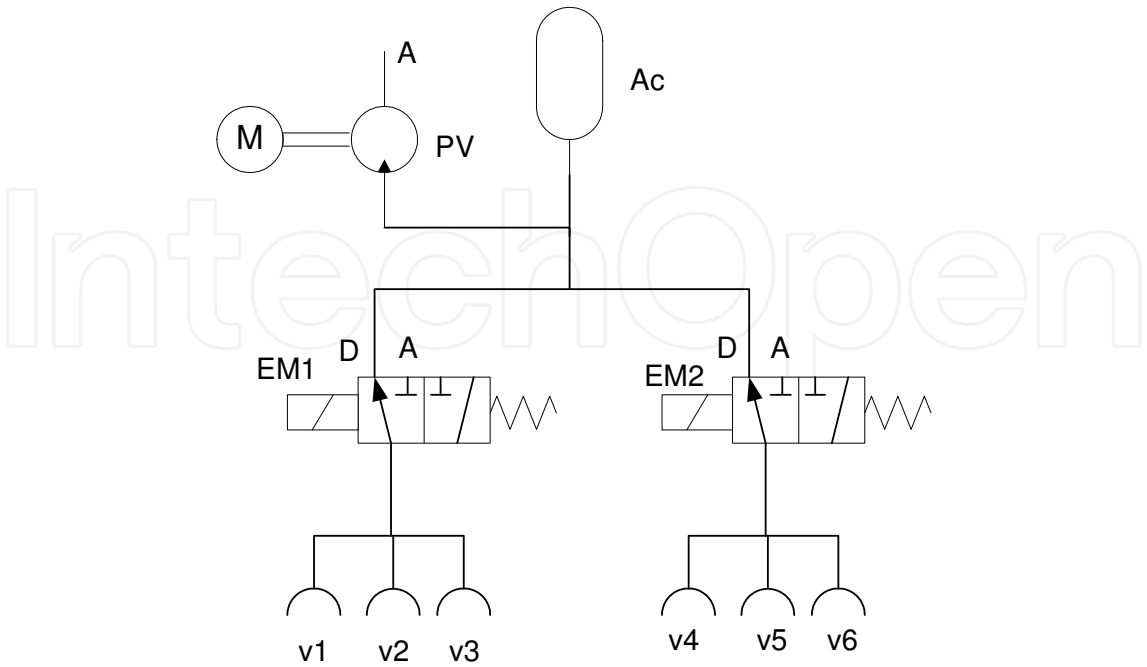 A
Ac
M
PV
IntechOpen
D A
D A
EM1
EM2
v1 v2 v3
v4 v5 v6